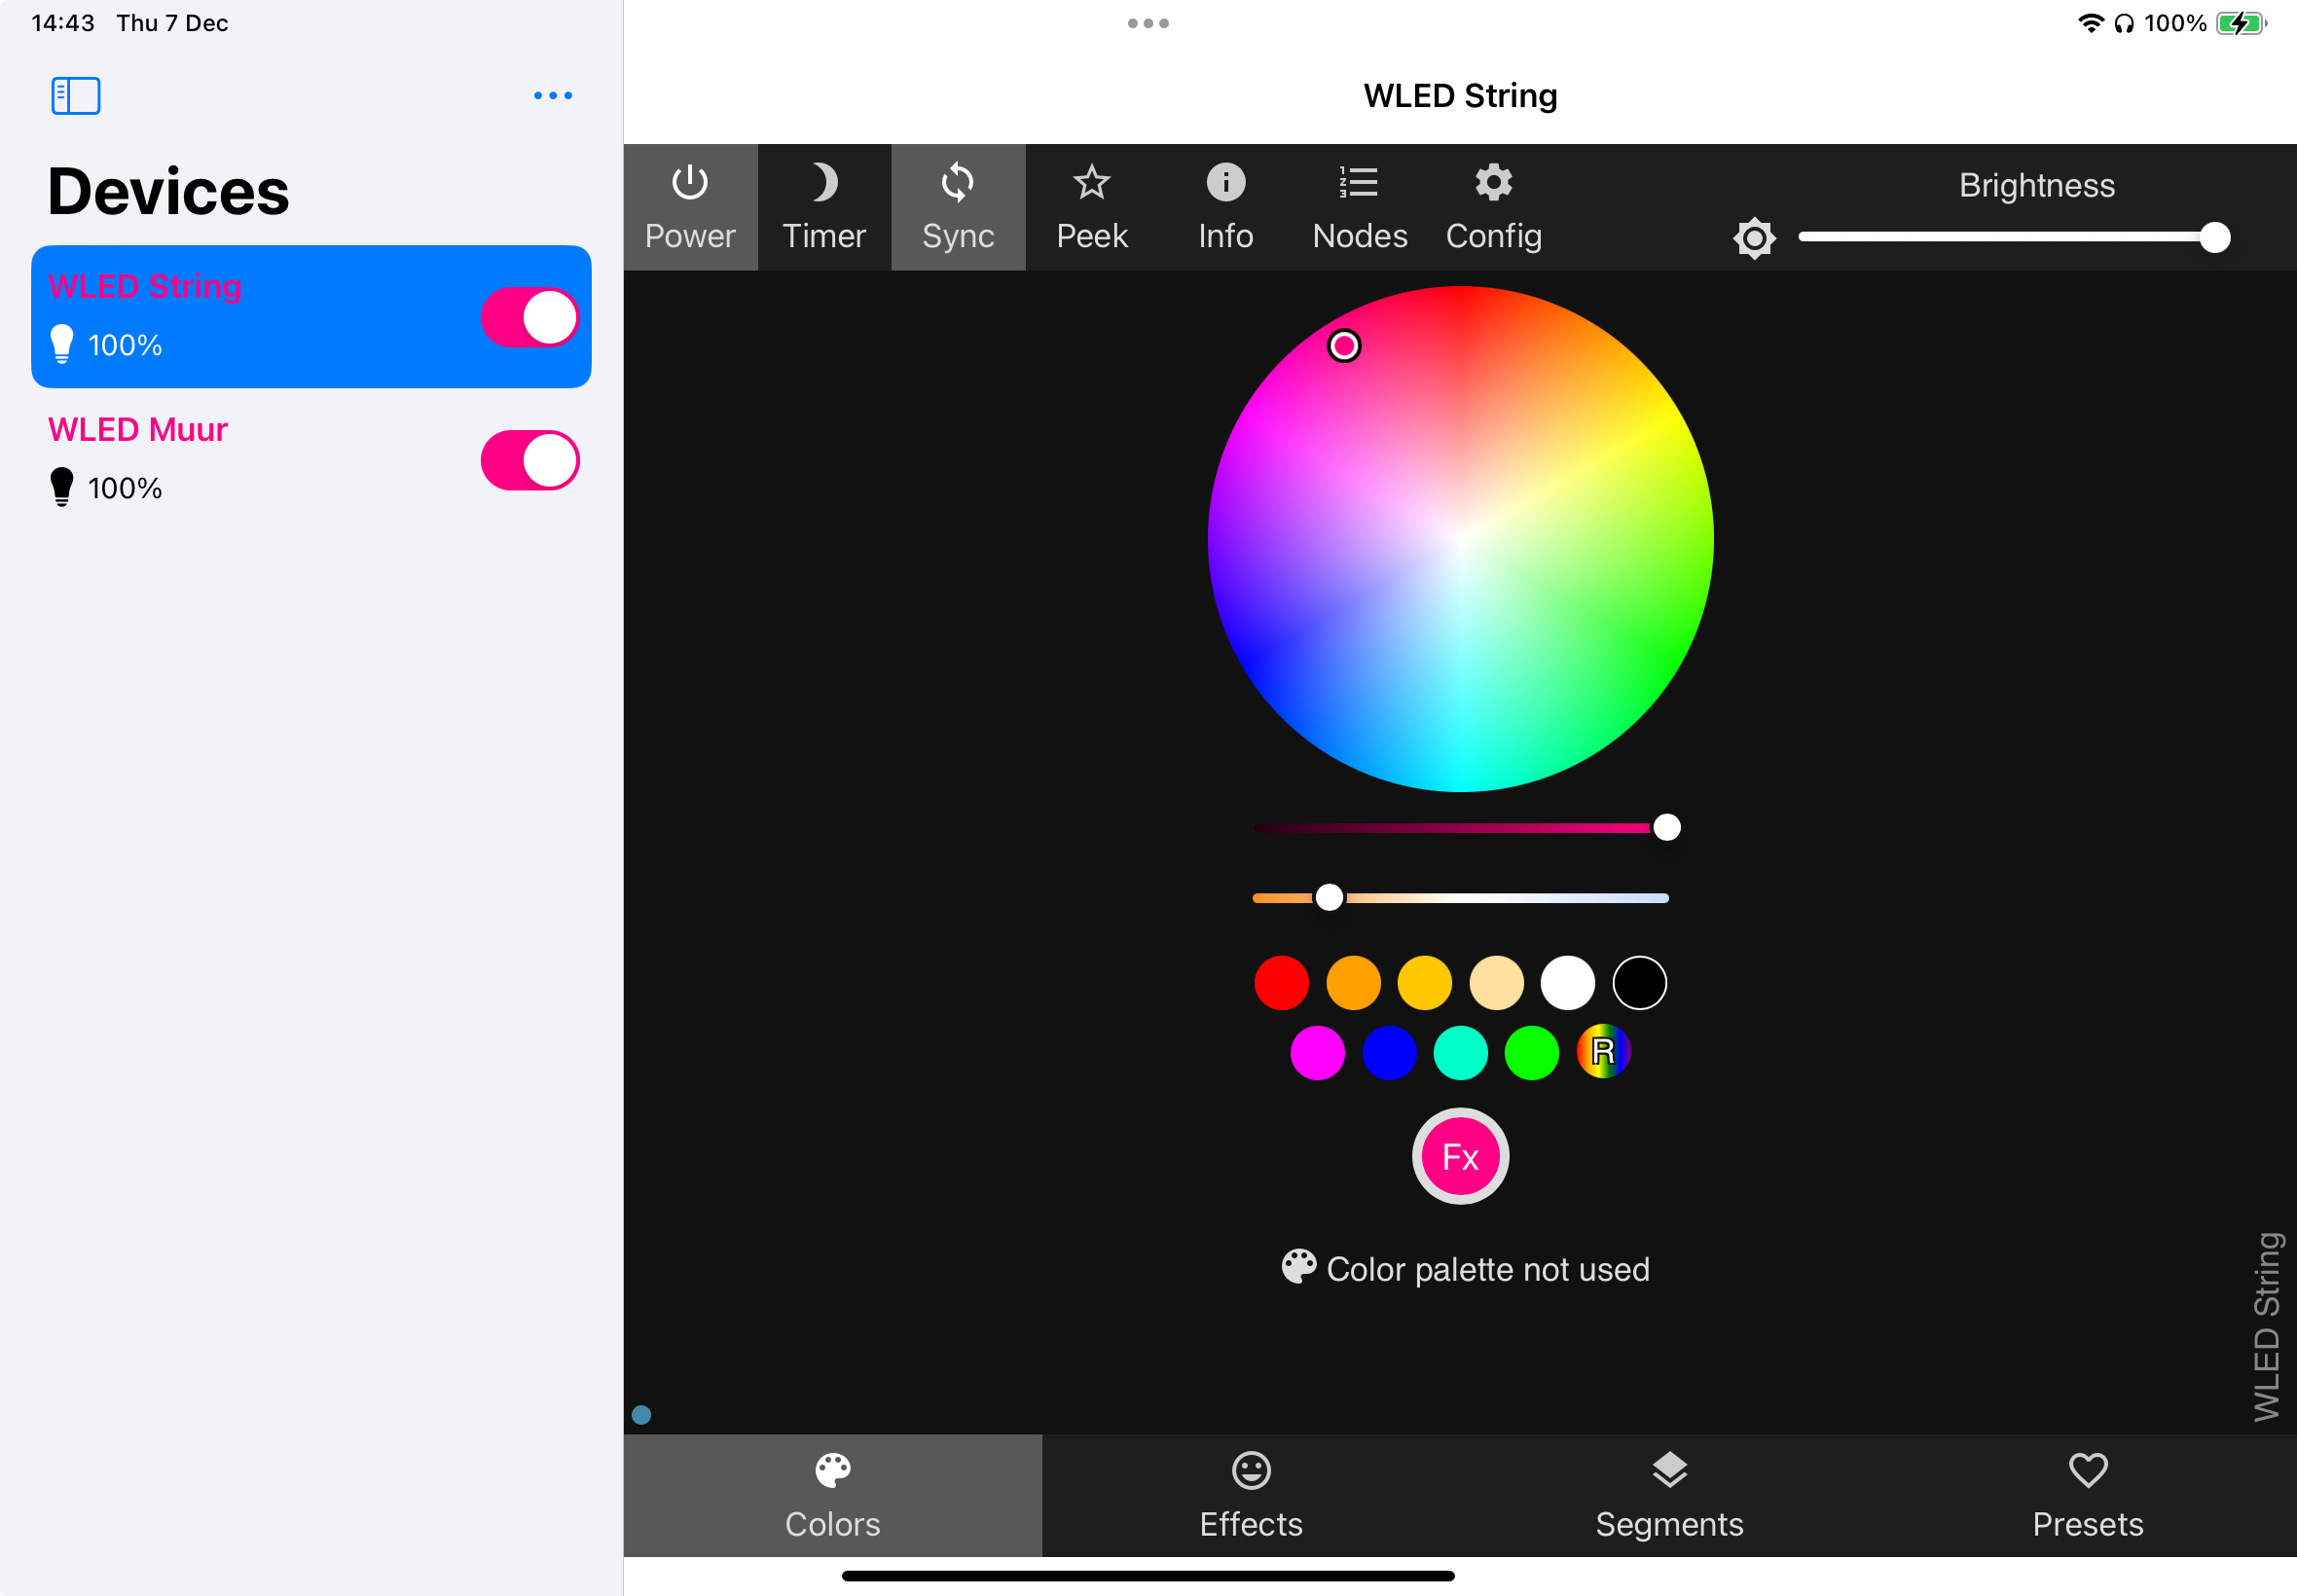 14:43 Thu 7 Dec
100%
Devices
WLED String
100%
WLED Muur
100%
WLED String
Power Timer Sync Peek Info Nodes Config
Brightness
R
Fx
Color palette not used
WLED String
Colors Effects Segments Presets